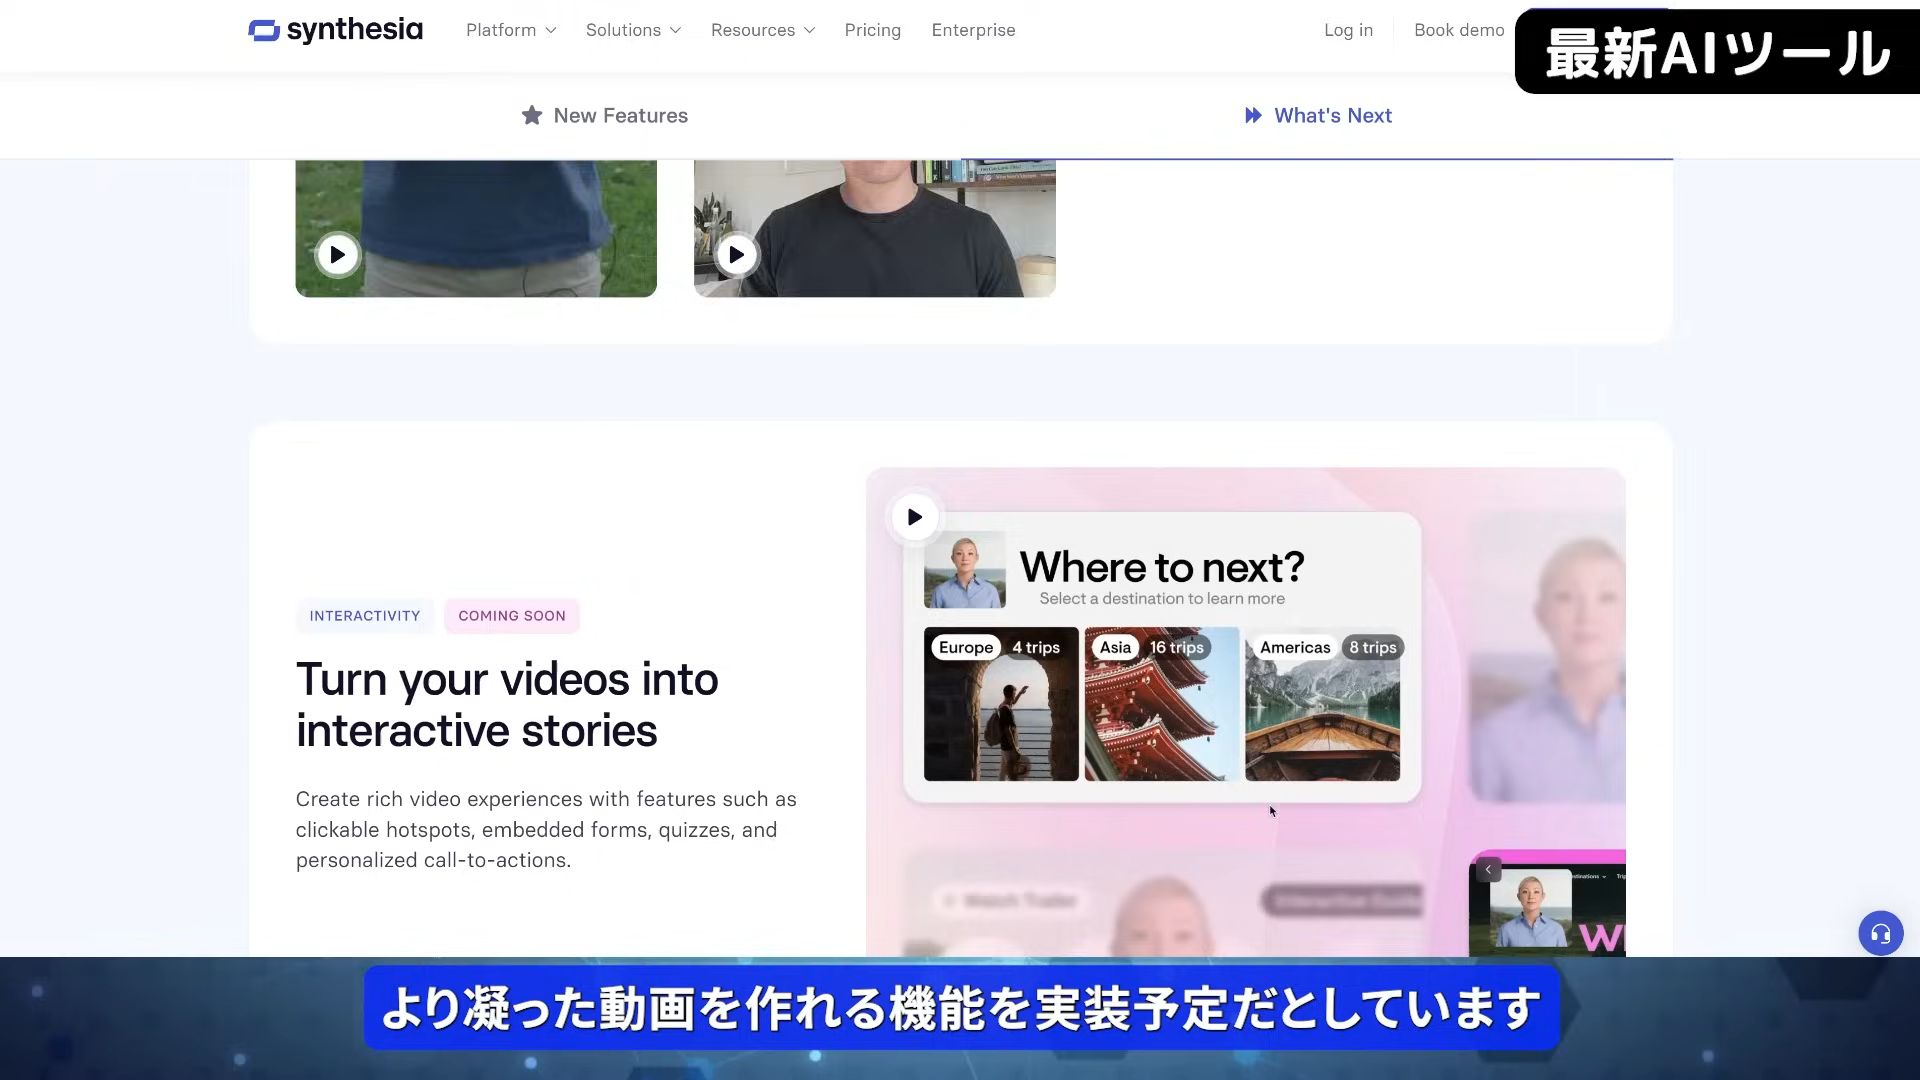 synthesia
Platform
Solutions
Resources
Pricing
Enterprise
Log in
Book demo
最新AIツール
New Features
What's Next
Where to next?
Select a destination to learn more
Europe 4 trips
Asia 16 trips
Americas 8 trips
INTERACTIVITY
COMING SOON
Turn your videos into
interactive stories
Create rich video experiences with features such as
clickable hotspots, embedded forms, quizzes, and
personalized call-to-actions.
Watch Trailer
より凝った動画を作れる機能を実装予定だとしています